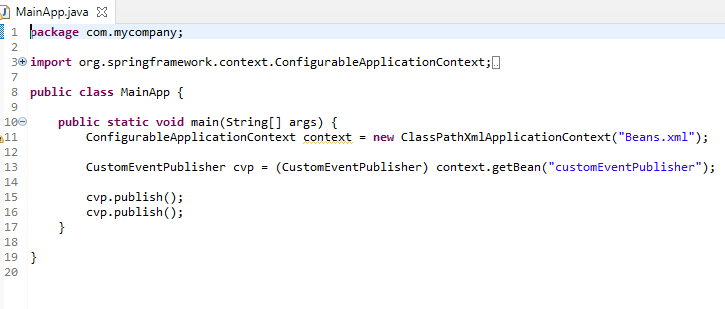 MainApp.java
1 package com.mycompany;
2
3 import org.springframework.context.ConfigurableApplicationContext;
7
8 public class MainApp {
9
10 public static void main(String[] args) {
11 ConfigurableApplicationContext context = new ClassPathXmlApplicationContext("Beans.xml");
12
13 CustomEventPublisher cvp = (CustomEventPublisher) context.getBean("customEventPublisher");
14
15 cvp.publish();
16 cvp.publish();
17 }
18
19 }
20